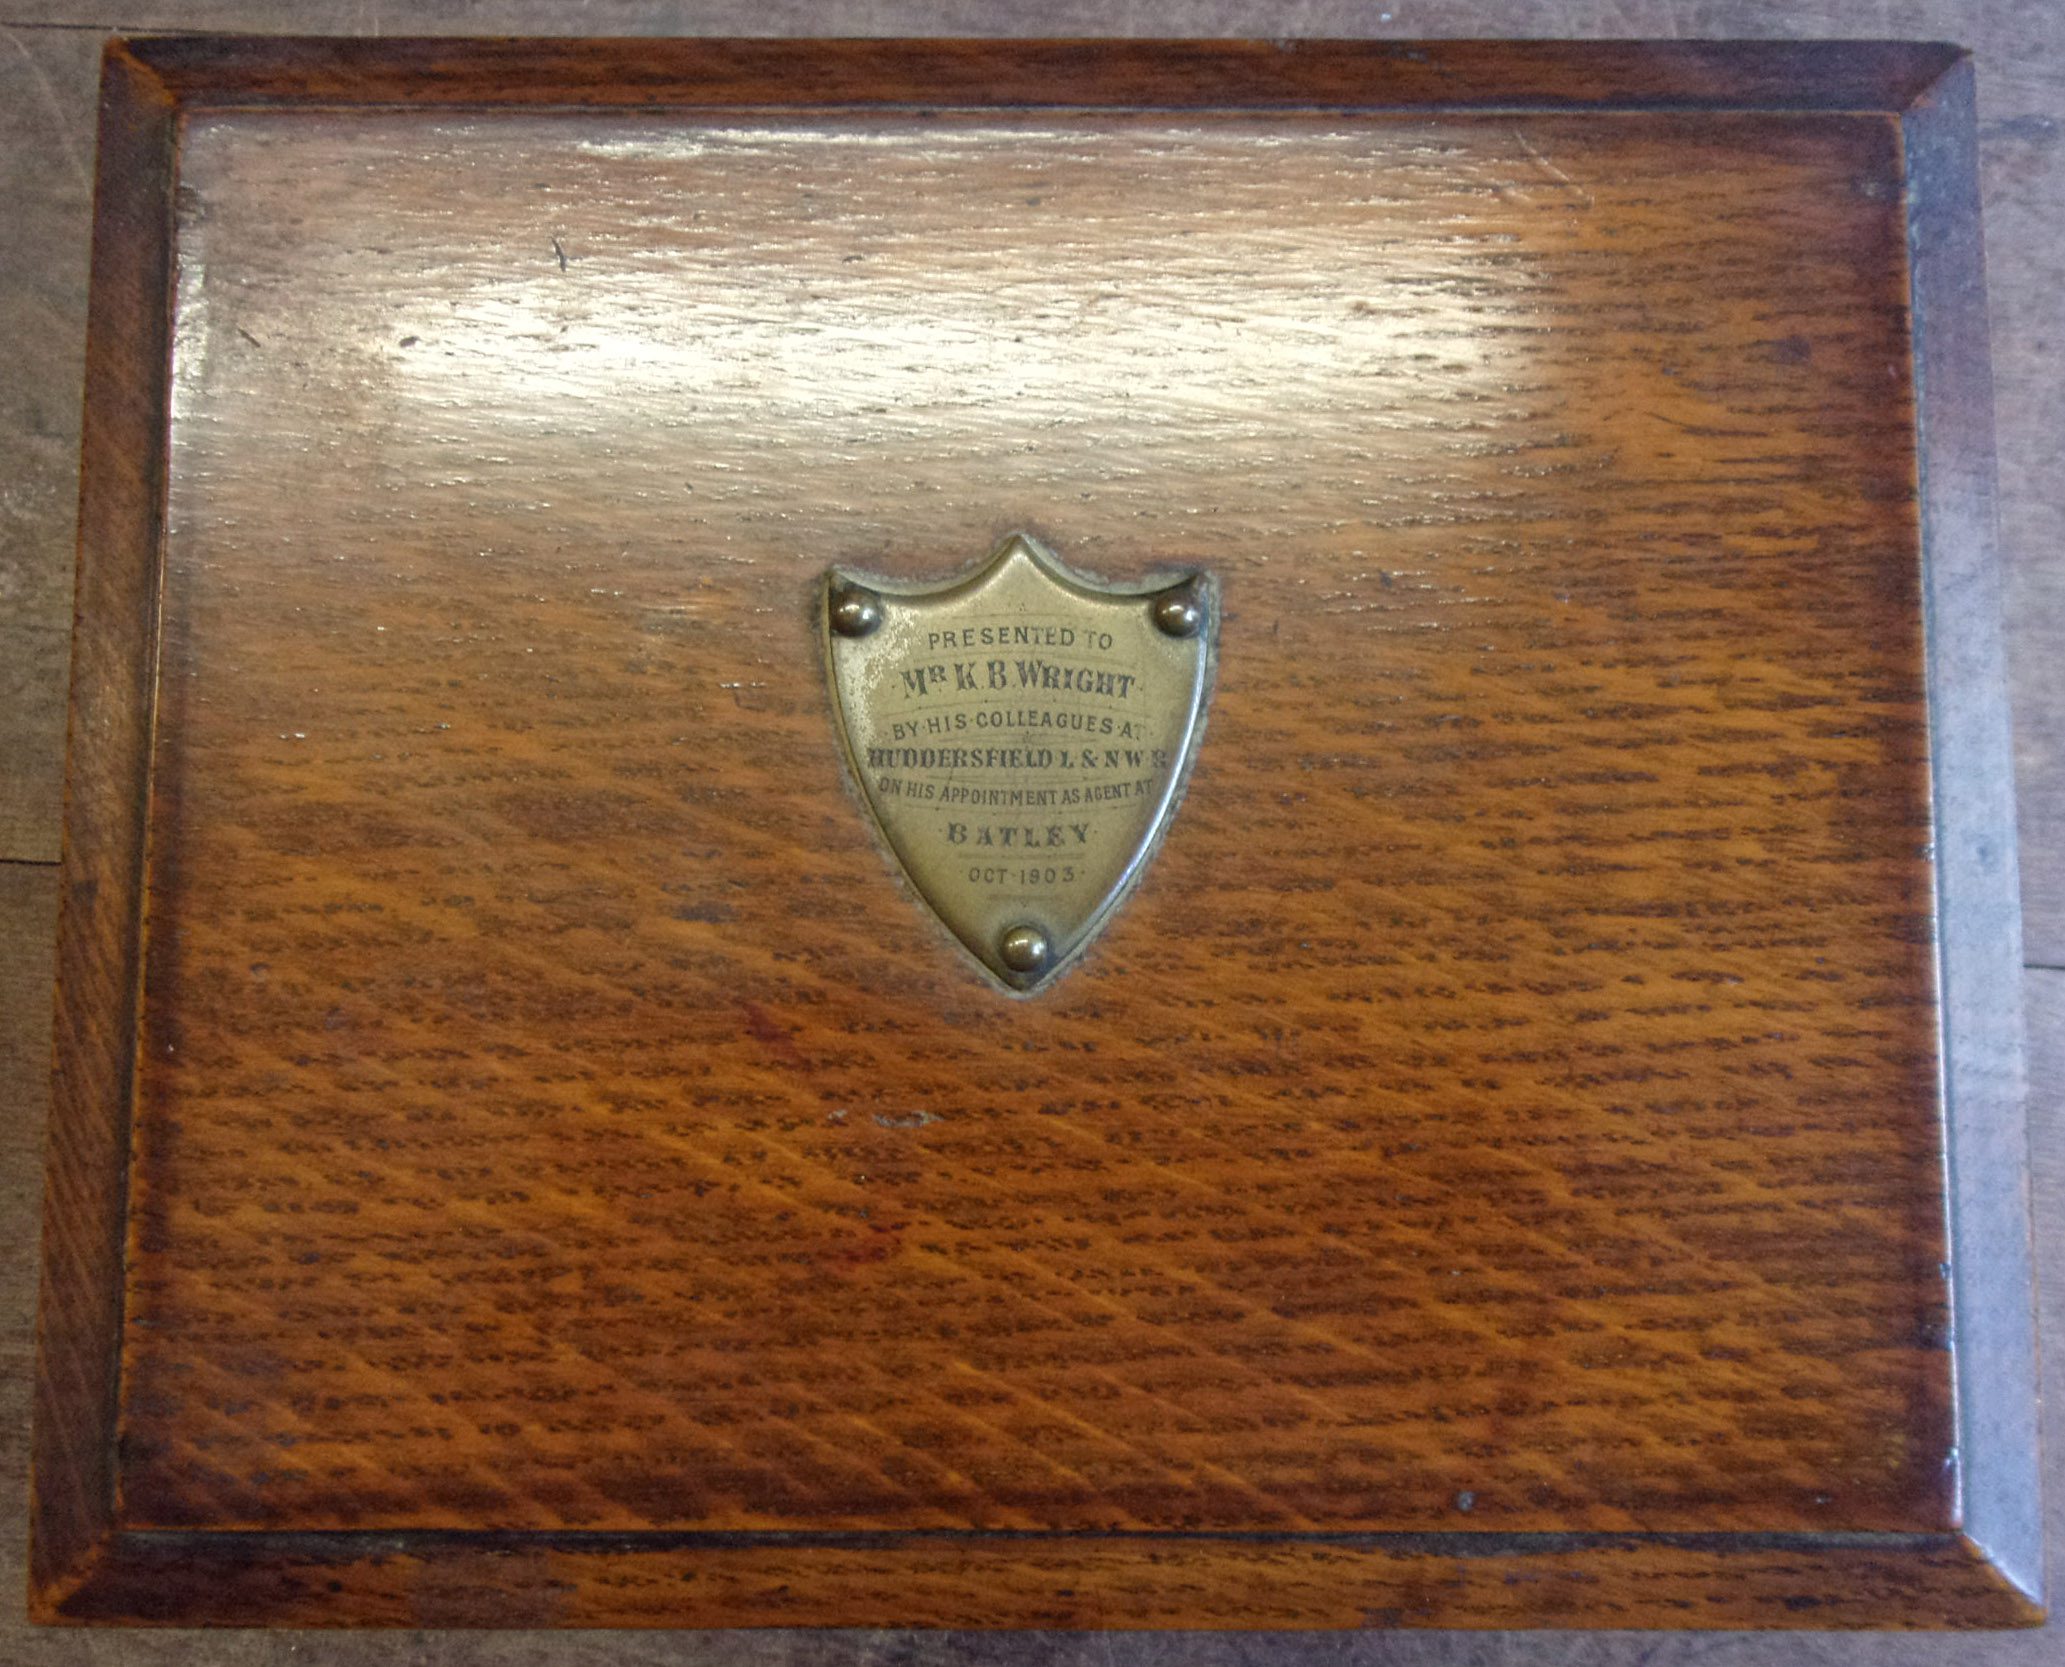 PRESENTED TO
MR K B WRIGHT
BY·HIS·COLLEAGUES·AT
HUDDERSFIELD L & N W R
ON HIS APPOINTMENT AS AGENT AT
BATLEY
OCT·1903